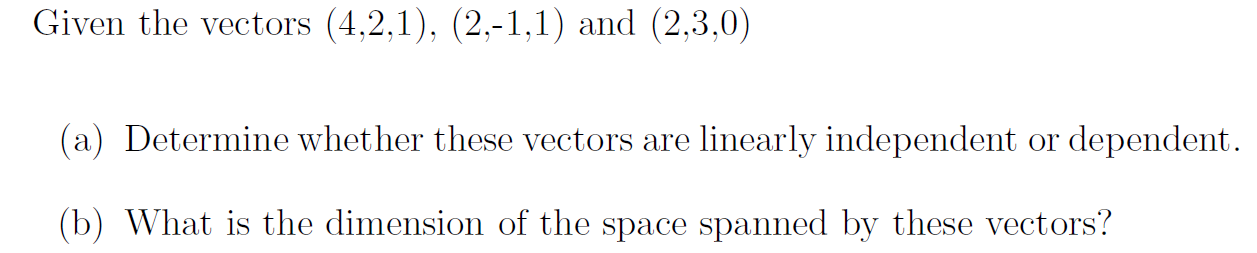 Given the vectors (4,2,1), (2,-1,1) and (2,3,0)
(a) Determine whether these vectors are linearly independent or dependent.
(b) What is the dimension of the space spanned by these vectors?